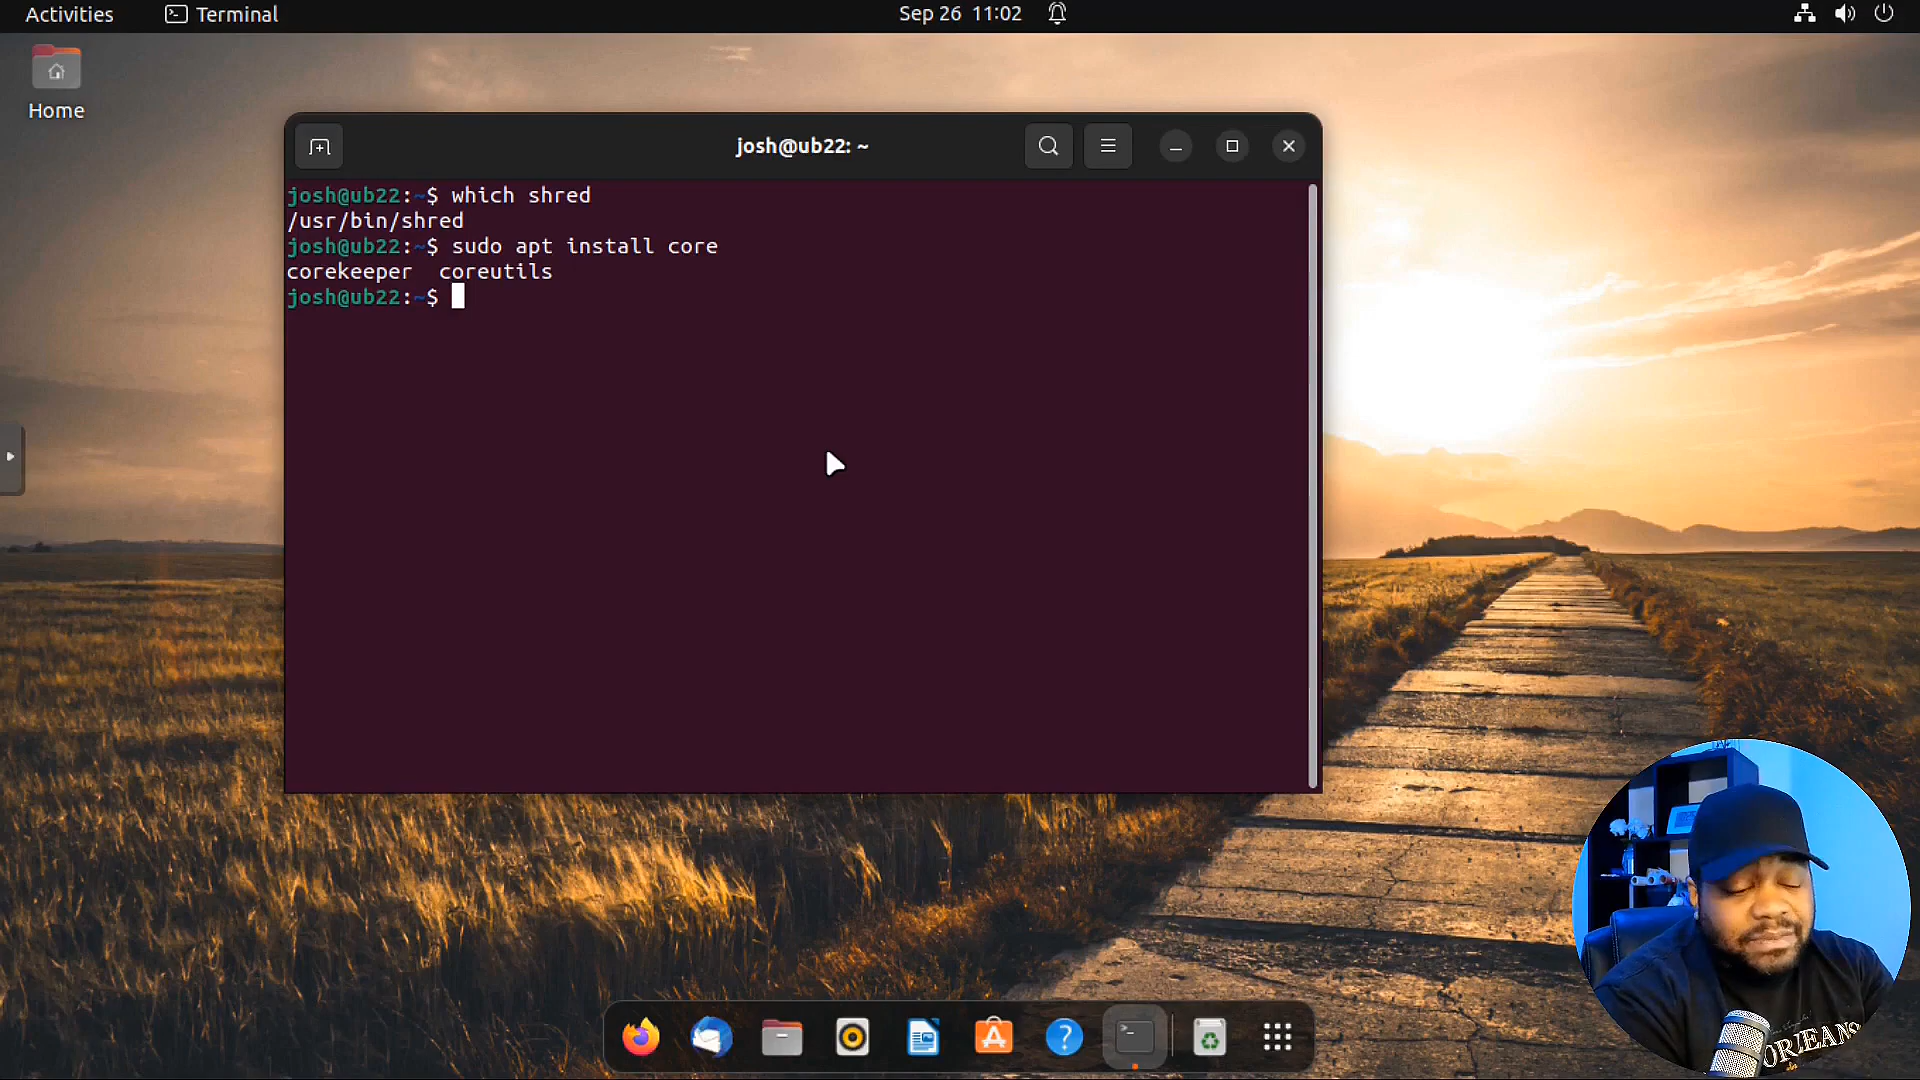 Activities
Terminal
Sep 26 11:02
Home
josh@ub22: ~
josh@ub22:~$ which shred
/usr/bin/shred
josh@ub22:~$ sudo apt install core
corekeeper coreutils
josh@ub22:~$
ORLEANS